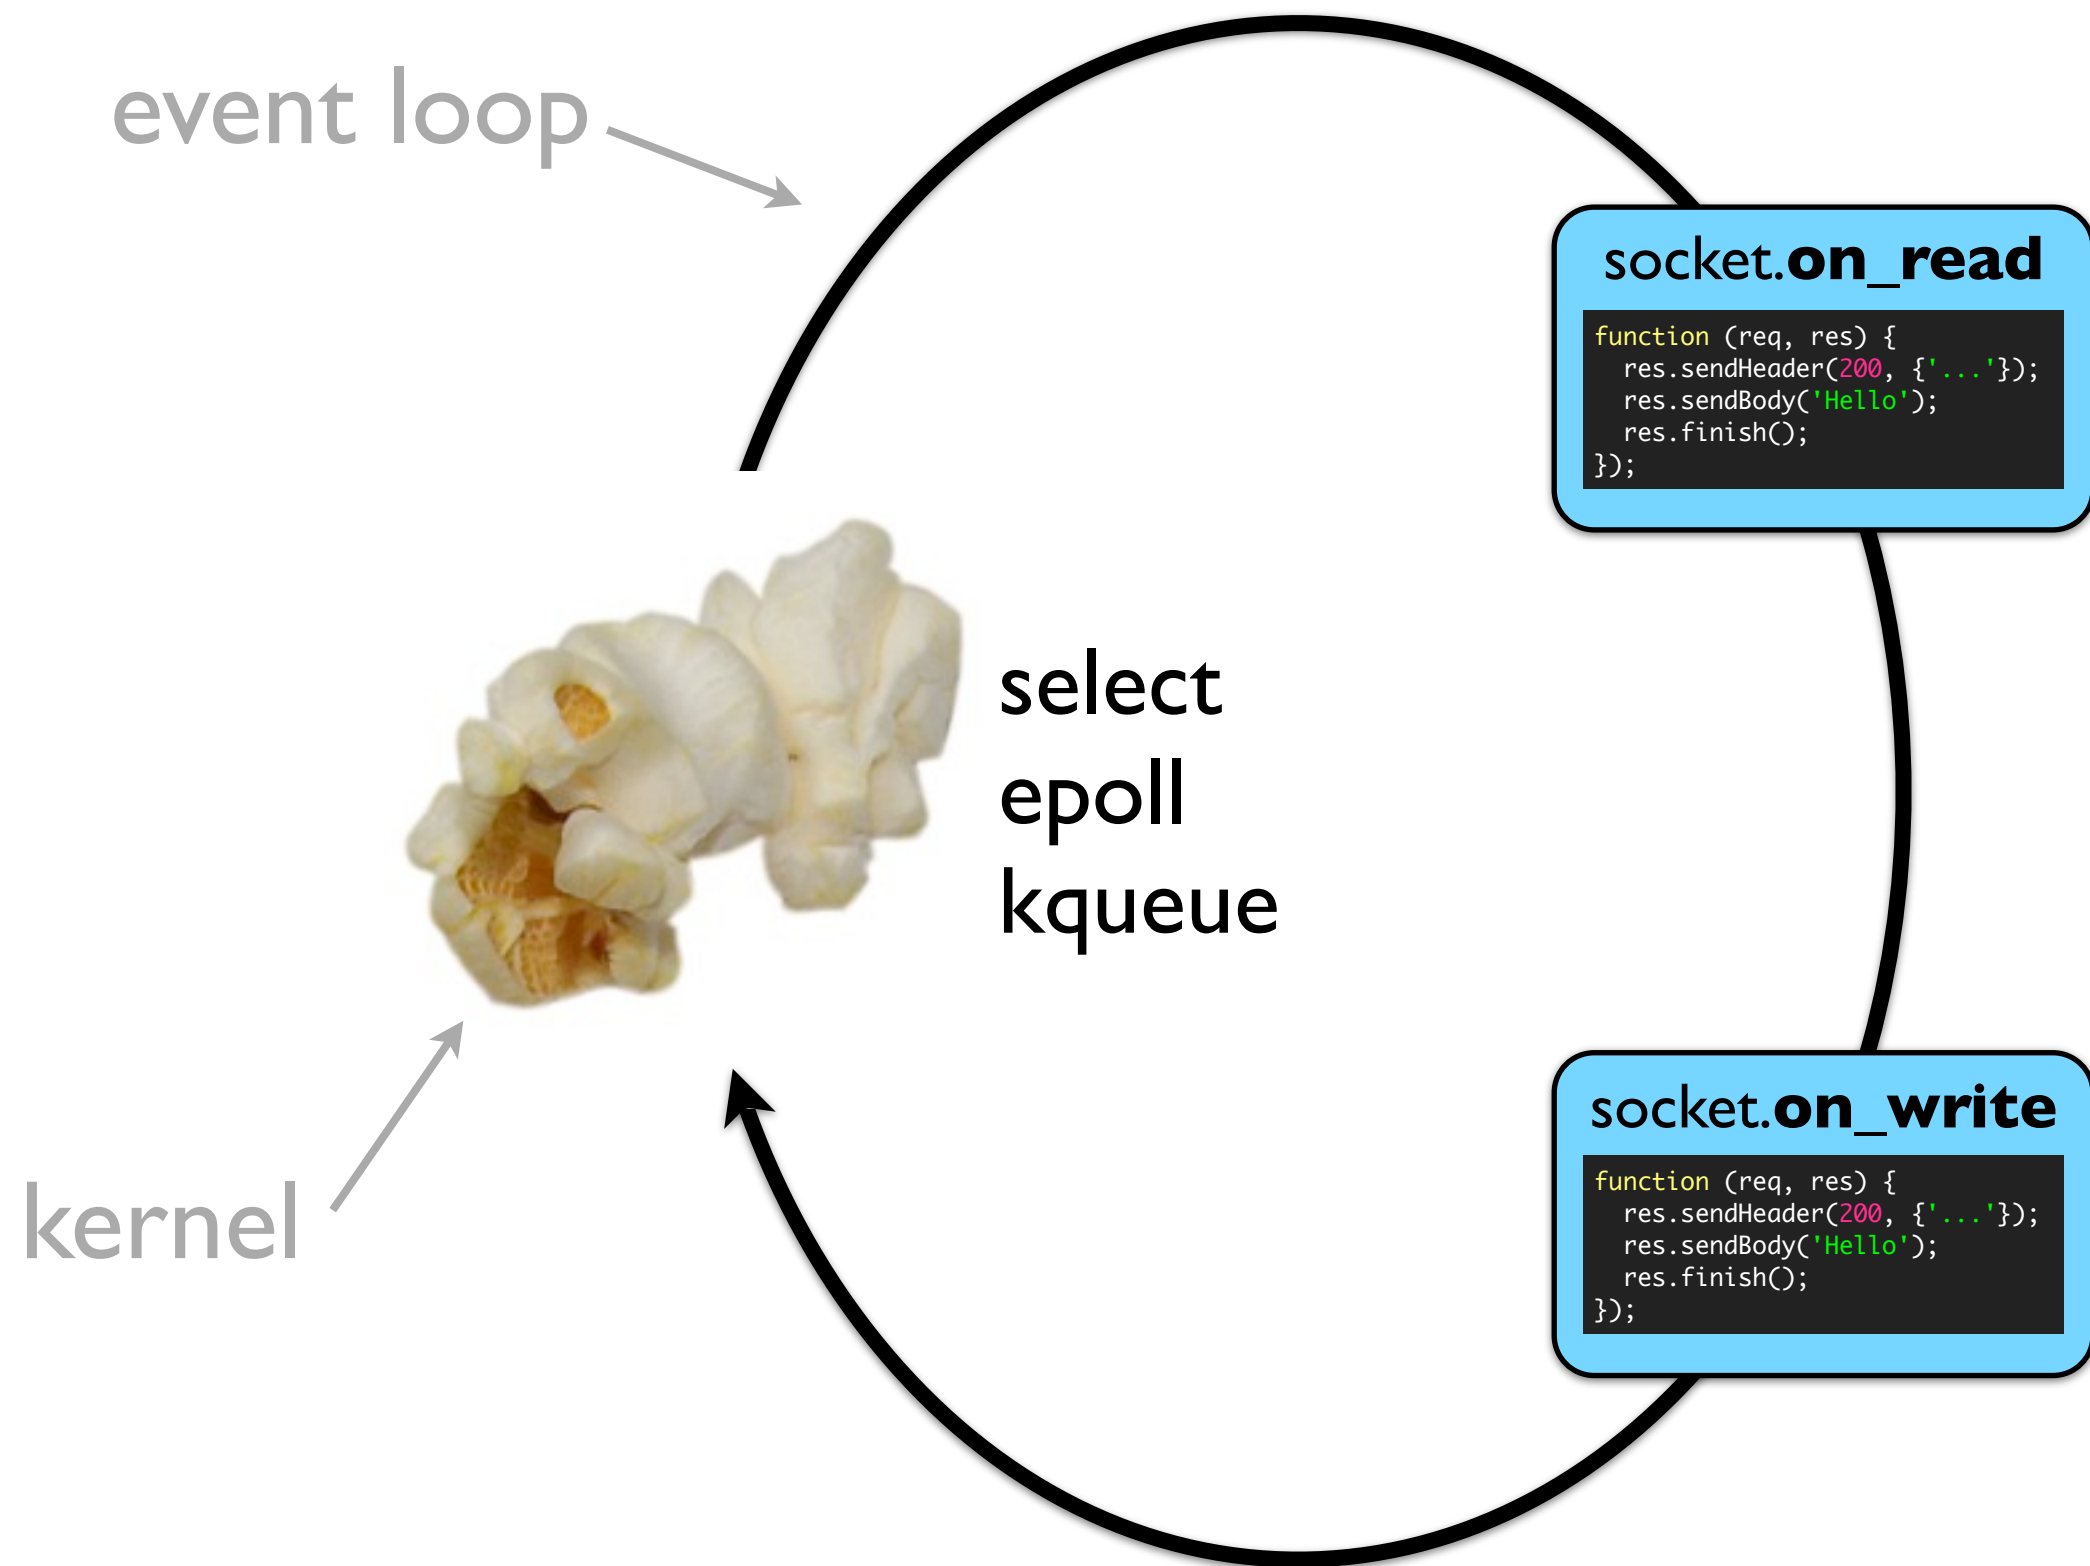 event loop
socket.on_read
function (req, res) {
  res.sendHeader(200, {'...'});
  res.sendBody('Hello');
  res.finish();
});
select
epoll
kqueue
kernel
socket.on_write
function (req, res) {
  res.sendHeader(200, {'...'});
  res.sendBody('Hello');
  res.finish();
});